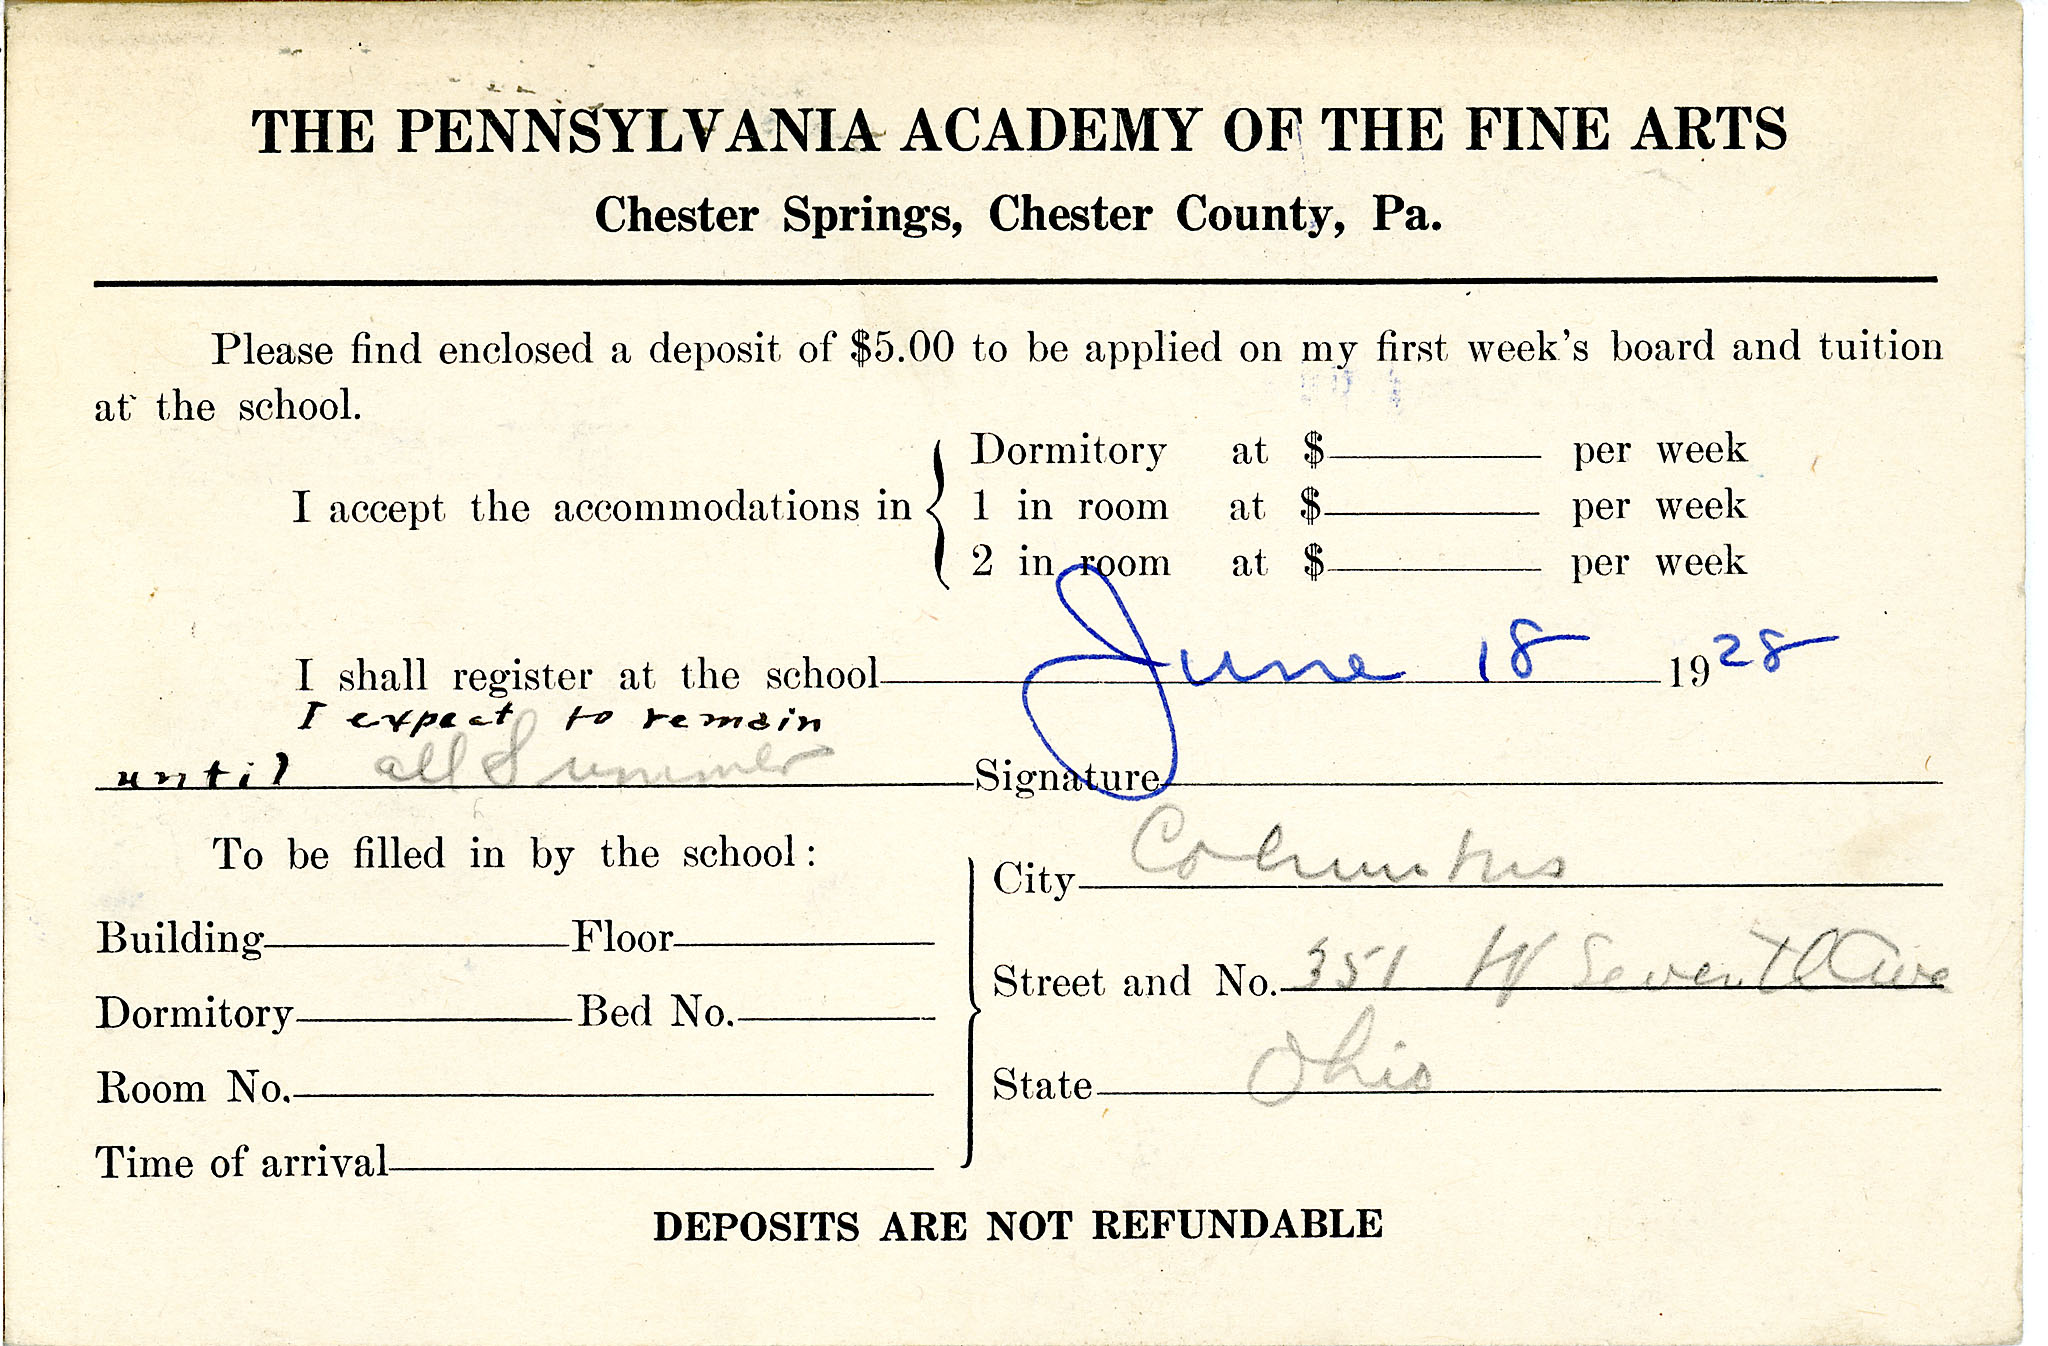 THE PENNSYLVANIA ACADEMY OF THE FINE ARTS
Chester Springs, Chester County, Pa.
Please find enclosed a deposit of $5.00 to be applied on my first week's board and tuition
at the school.
I accept the accommodations in
Dormitory at $ per week
1 in room at $ per week
2 in room at $ per week
I shall register at the school June 18 1928
I expect to remain
until all Summer
Signature
To be filled in by the school:
Building Floor
Dormitory Bed No.
Room No.
Time of arrival
City Columbus
Street and No. 351 W Seventh Ave
State Ohio
DEPOSITS ARE NOT REFUNDABLE